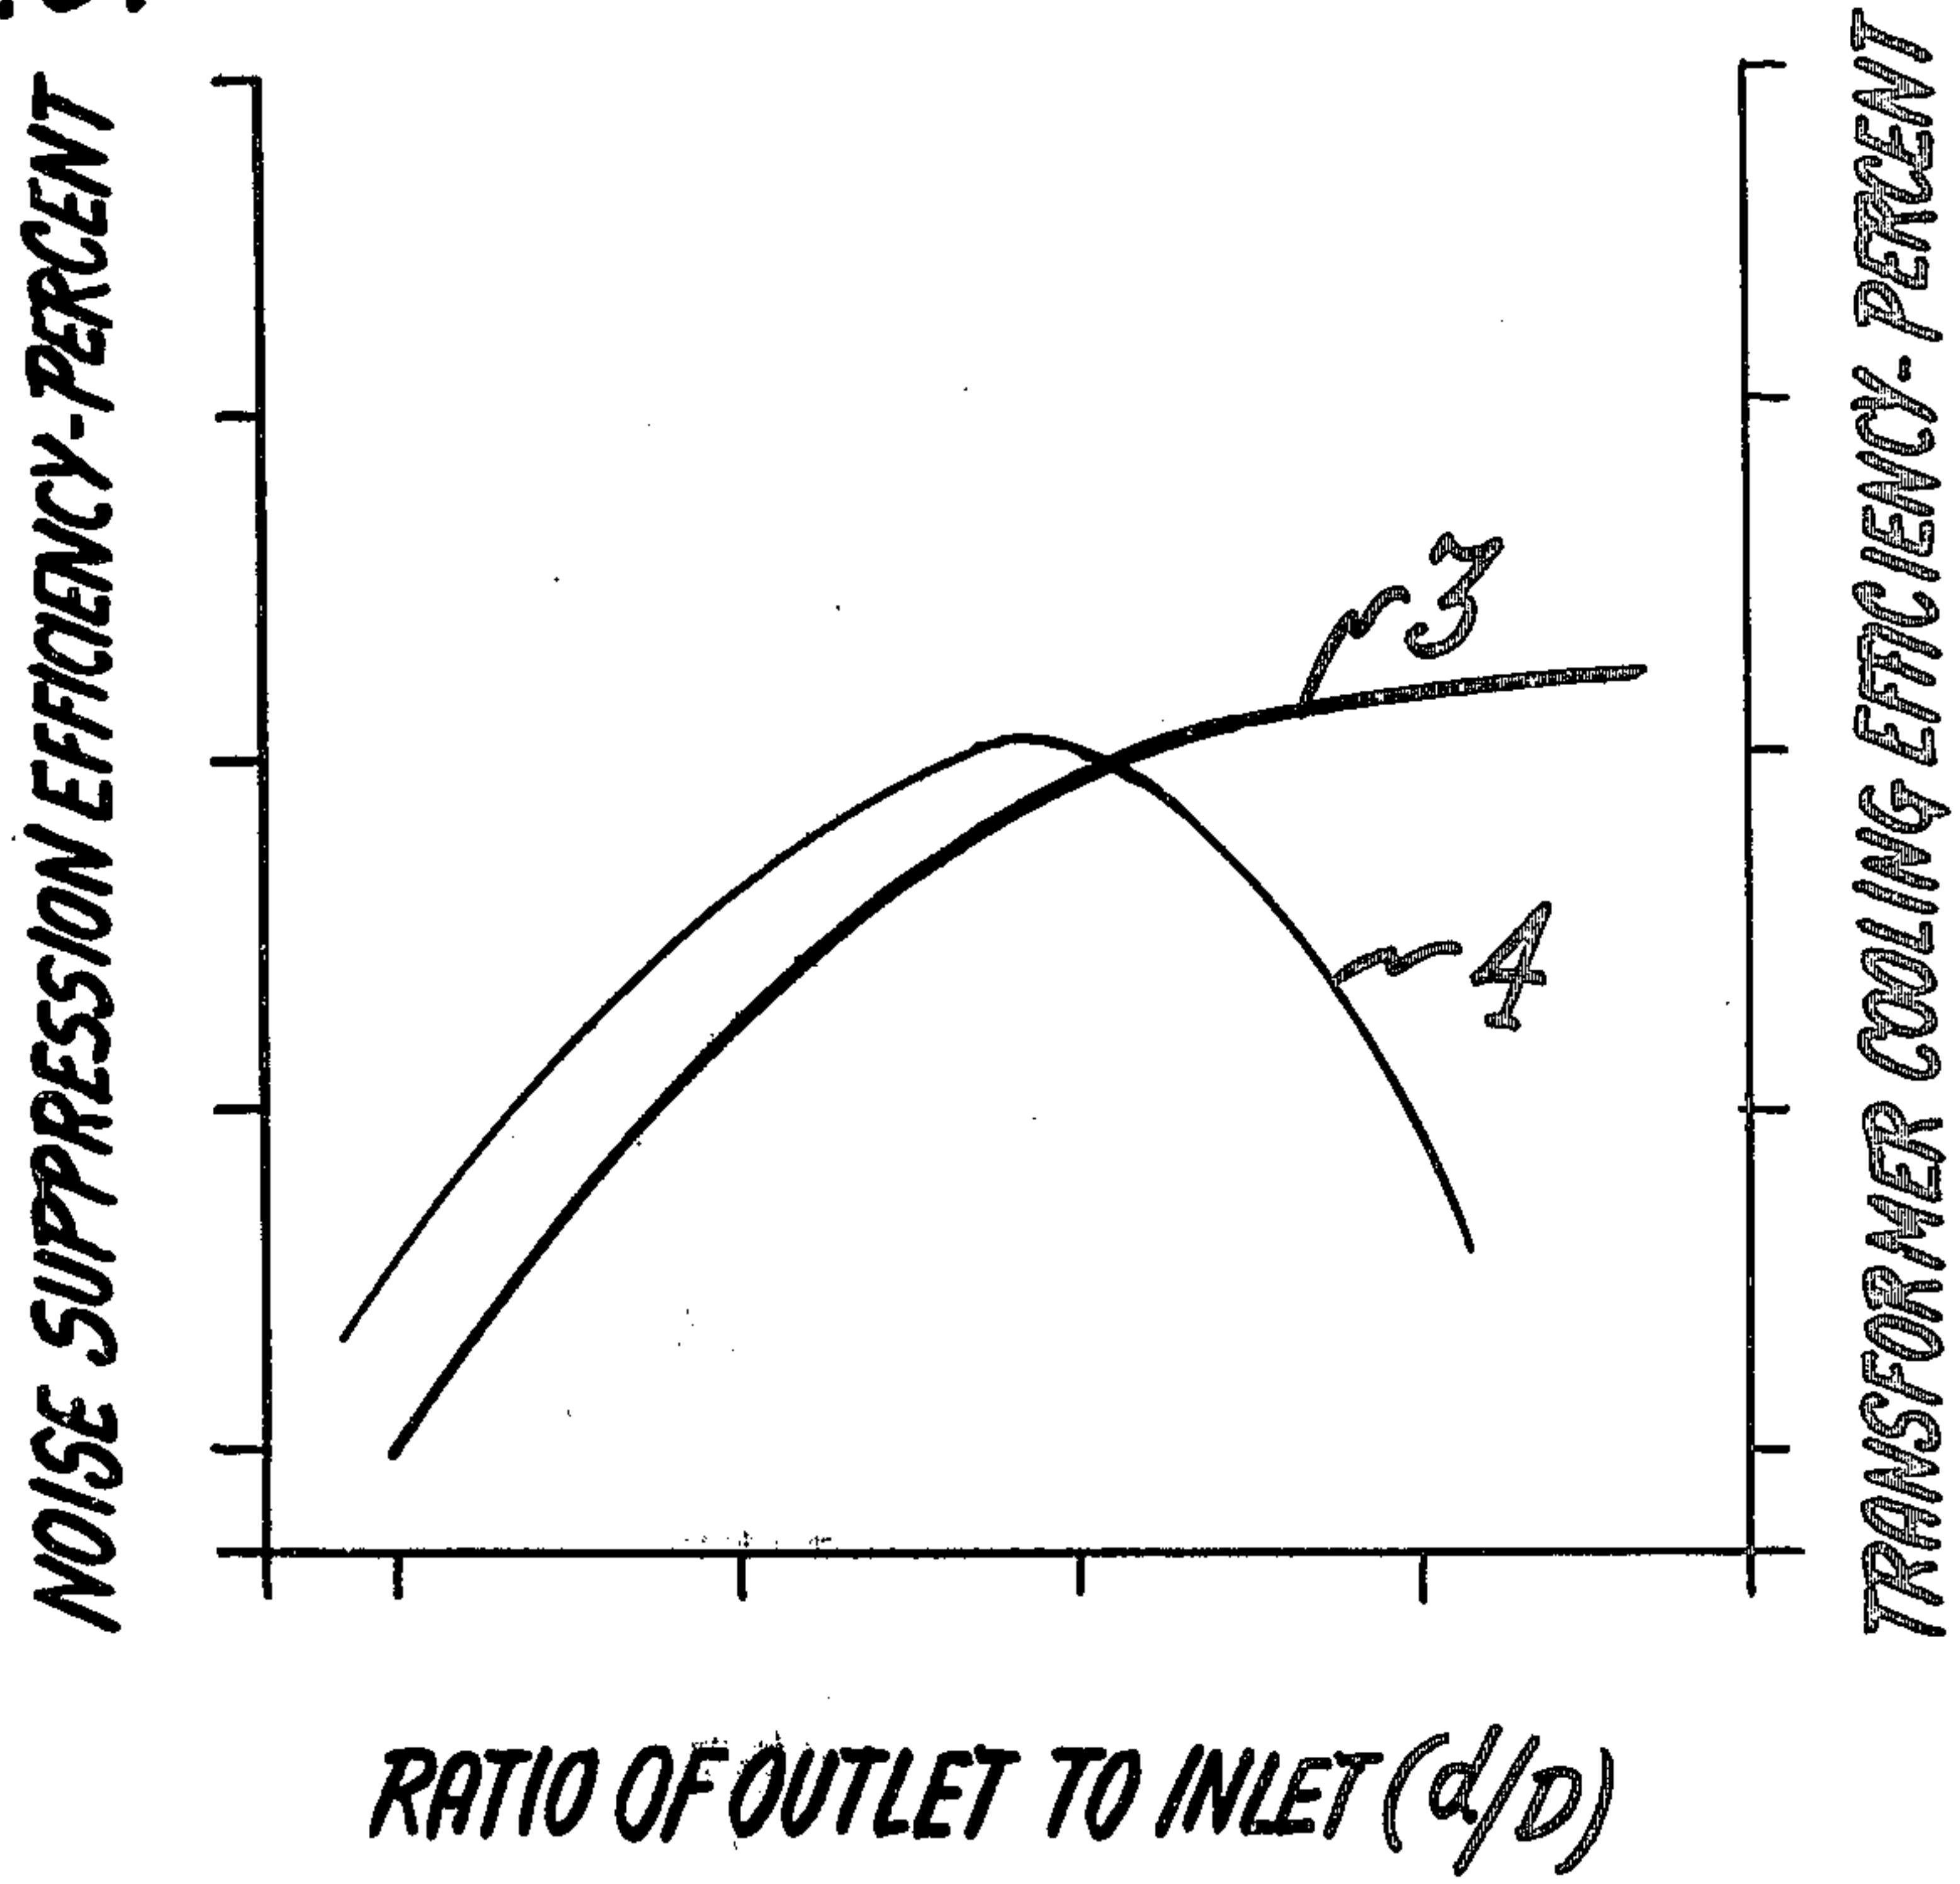 NOISE SUPPRESSION EFFICIENCY-PERCENT
3
4
TRANSFORMER COOLING EFFICIENCY-PERCENT
RATIO OF OUTLET TO INLET (d/D)